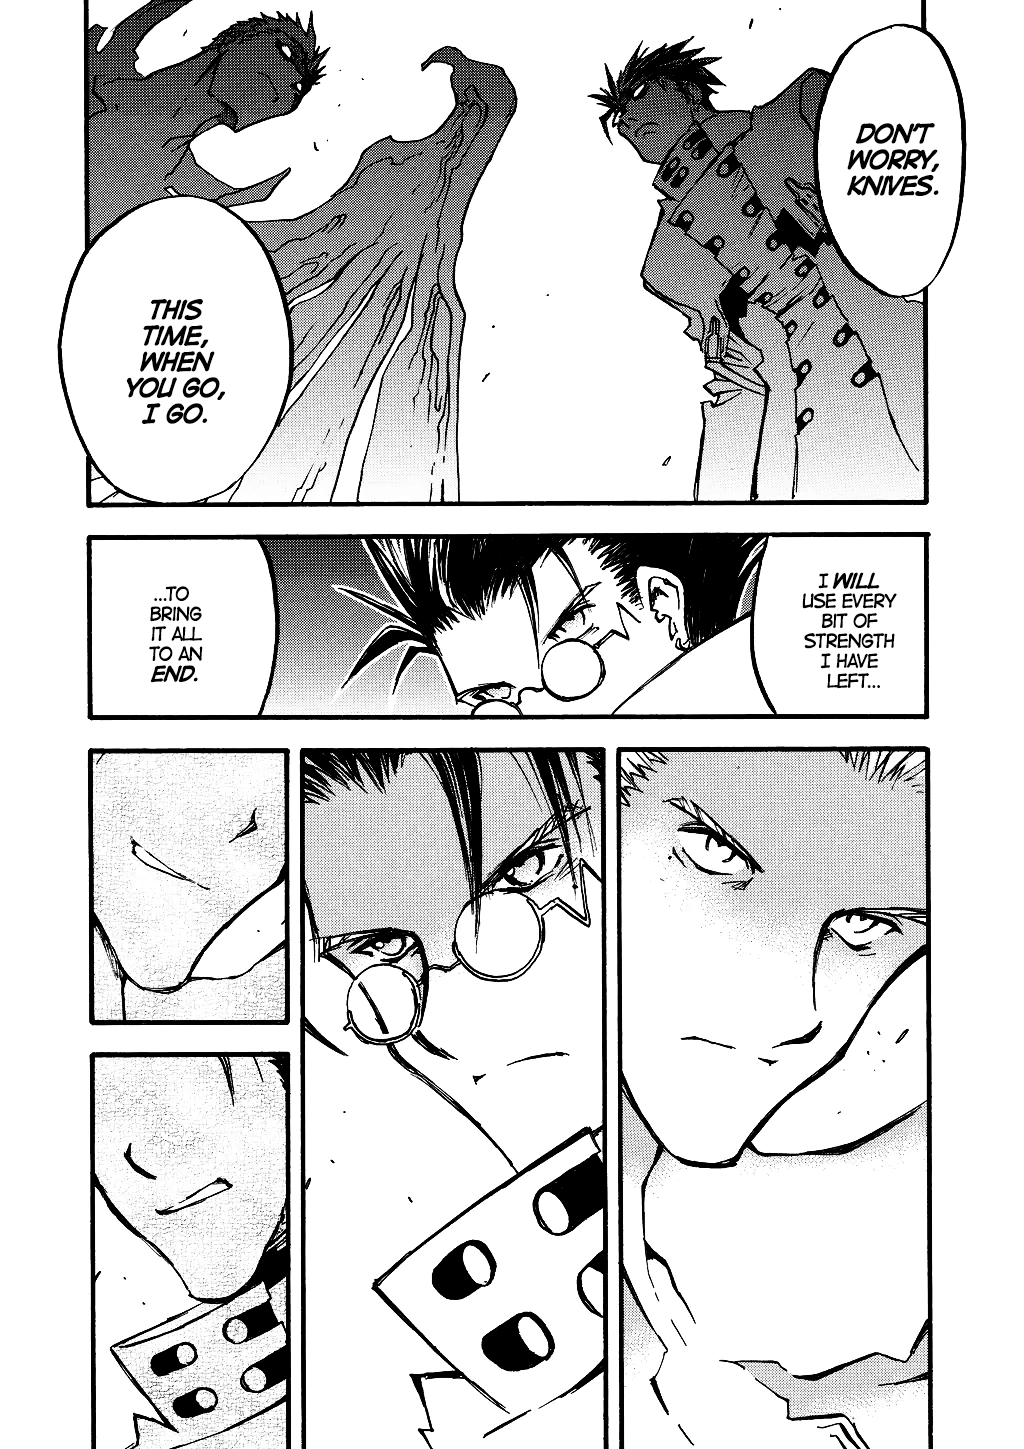 DON'T
WORRY,
KNIVES.
THIS
TIME,
WHEN
YOU GO,
I GO.
I WILL
USE EVERY
BIT OF
STRENGTH
I HAVE
LEFT...
...TO
BRING
IT ALL
TO AN
END.